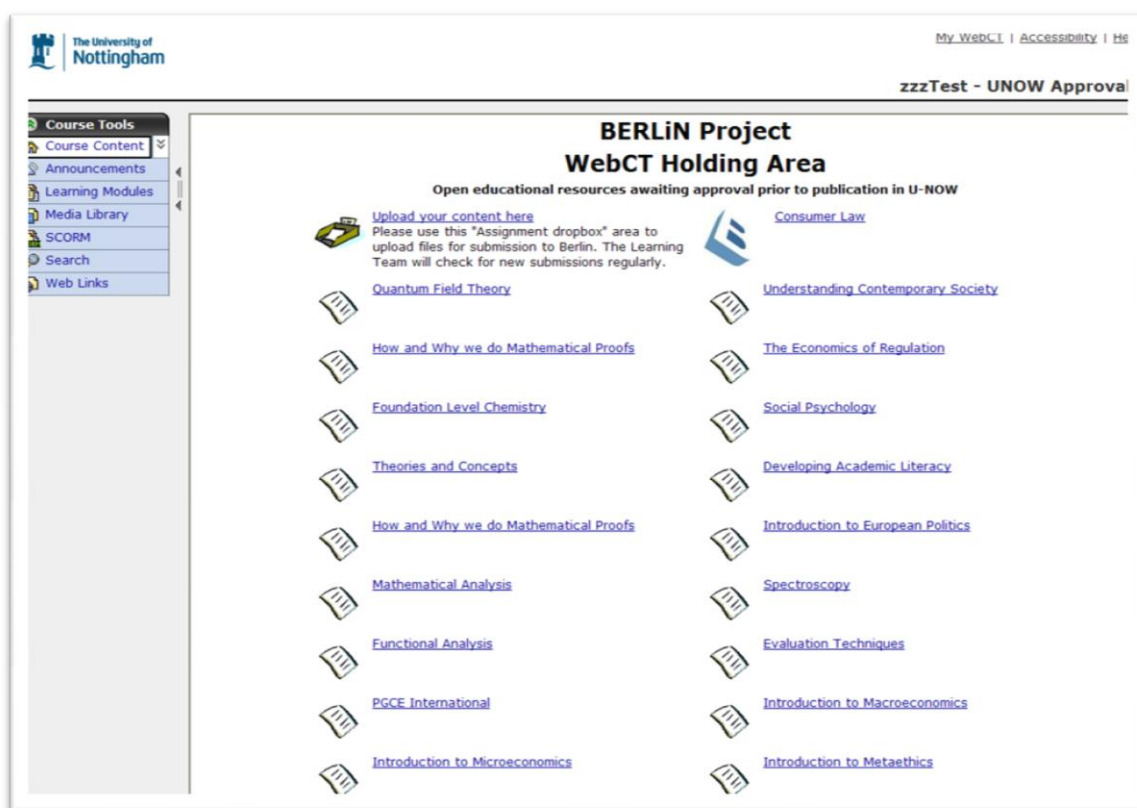 The University of
Nottingham
My WebCT | Accessibility | He
zzzTest - UNOW Approval
Course Tools
Course Content
Announcements
Learning Modules
Media Library
SCORM
Search
Web Links
BERLiN Project
WebCT Holding Area
Open educational resources awaiting approval prior to publication in U-NOW
Upload your content here
Please use this "Assignment dropbox" area to
upload files for submission to Berlin. The Learning
Team will check for new submissions regularly.
Consumer Law
Quantum Field Theory
Understanding Contemporary Society
How and Why we do Mathematical Proofs
The Economics of Regulation
Foundation Level Chemistry
Social Psychology
Theories and Concepts
Developing Academic Literacy
How and Why we do Mathematical Proofs
Introduction to European Politics
Mathematical Analysis
Spectroscopy
Functional Analysis
Evaluation Techniques
PGCE International
Introduction to Macroeconomics
Introduction to Microeconomics
Introduction to Metaethics